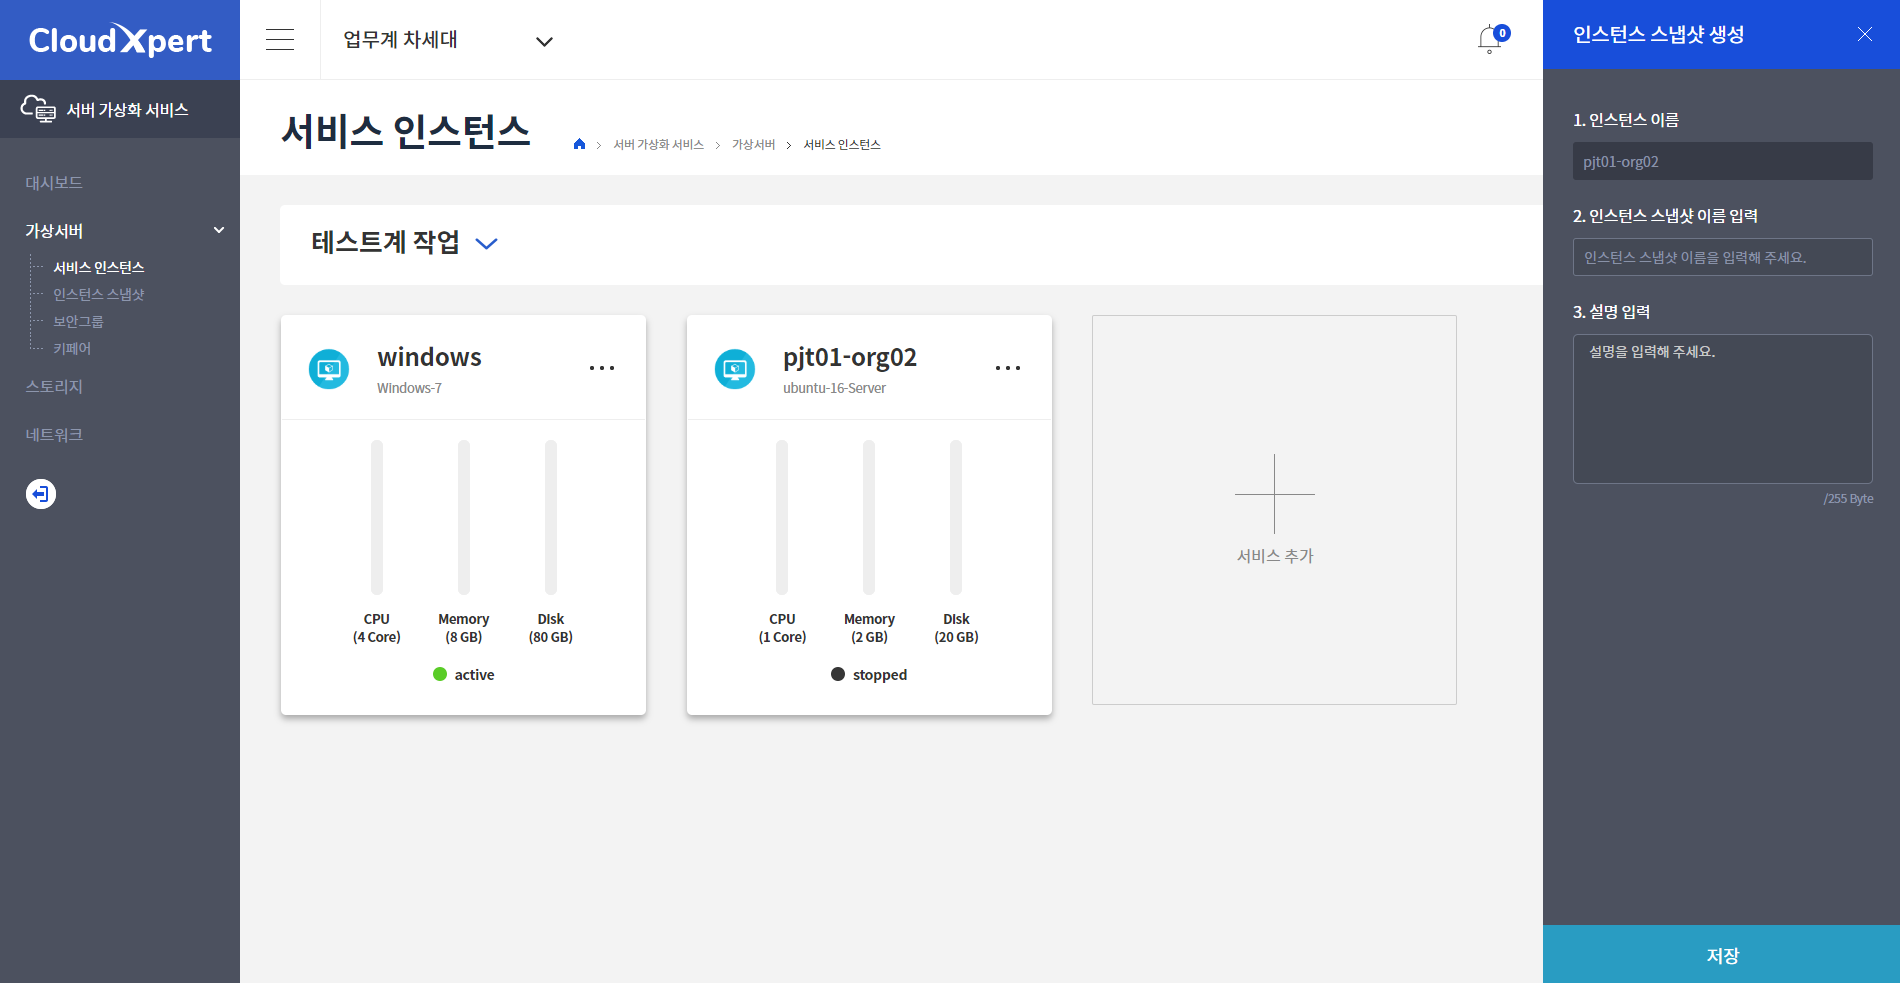 CloudXpert
서버 가상화 서비스
대시보드
가상서버
서비스 인스턴스
인스턴스 스냅샷
보안그룹
키페어
스토리지
네트워크
업무계 차세대
0
서비스 인스턴스
서버 가상화 서비스 > 가상서버 > 서비스 인스턴스
테스트계 작업
windows
Windows-7
CPU
(4 Core)
Memory
(8 GB)
Disk
(80 GB)
active
pjt01-org02
ubuntu-16-Server
CPU
(1 Core)
Memory
(2 GB)
Disk
(20 GB)
stopped
서비스 추가
인스턴스 스냅샷 생성
1. 인스턴스 이름
pjt01-org02
2. 인스턴스 스냅샷 이름 입력
인스턴스 스냅샷 이름을 입력해 주세요.
3. 설명 입력
설명을 입력해 주세요.
/255 Byte
저장